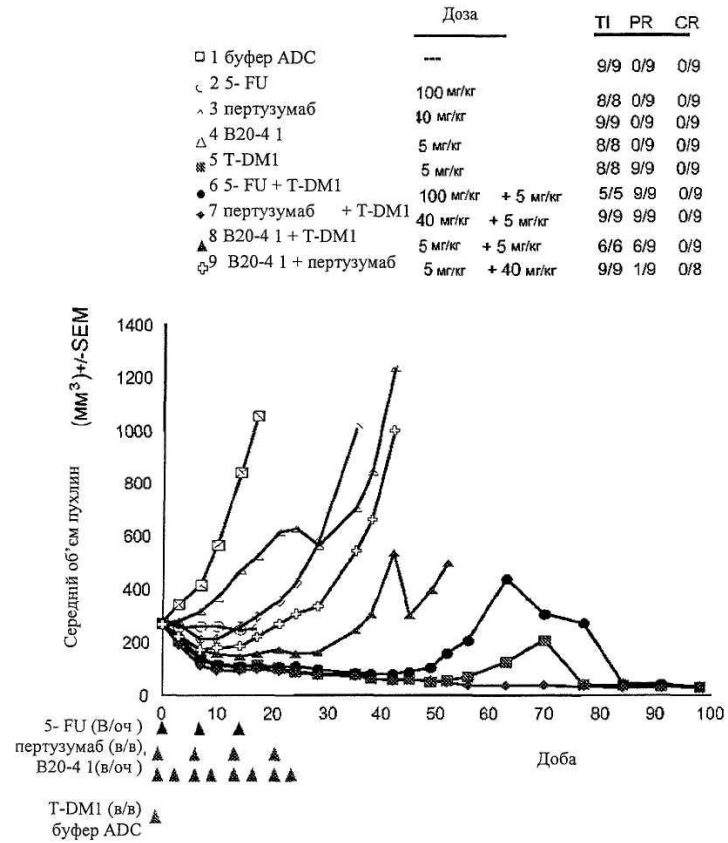 Доза
TI PR CR
1 буфер ADC --- 9/9 0/9 0/9
2 5- FU 100 мг/кг 8/8 0/9 0/9
3 пертузумаб 40 мг/кг 9/9 0/9 0/9
4 B20-4 1 5 мг/кг 8/8 0/9 0/9
5 T-DM1 5 мг/кг 8/8 9/9 0/9
6 5- FU + T-DM1 100 мг/кг + 5 мг/кг 5/5 9/9 0/9
7 пертузумаб + T-DM1 40 мг/кг + 5 мг/кг 9/9 9/9 0/9
8 B20-4 1 + T-DM1 5 мг/кг + 5 мг/кг 6/6 6/9 0/9
9 B20-4 1 + пертузумаб 5 мг/кг + 40 мг/кг 9/9 1/9 0/8
Середній об’єм пухлин (мм³)+/-SEM
1400
1200
1000
800
600
400
200
0
0 10 20 30 40 50 60 70 80 90 100
Доба
5- FU (В/оч )
пертузумаб (в/в),
B20-4 1(в/оч )
T-DM1 (в/в)
буфер ADC